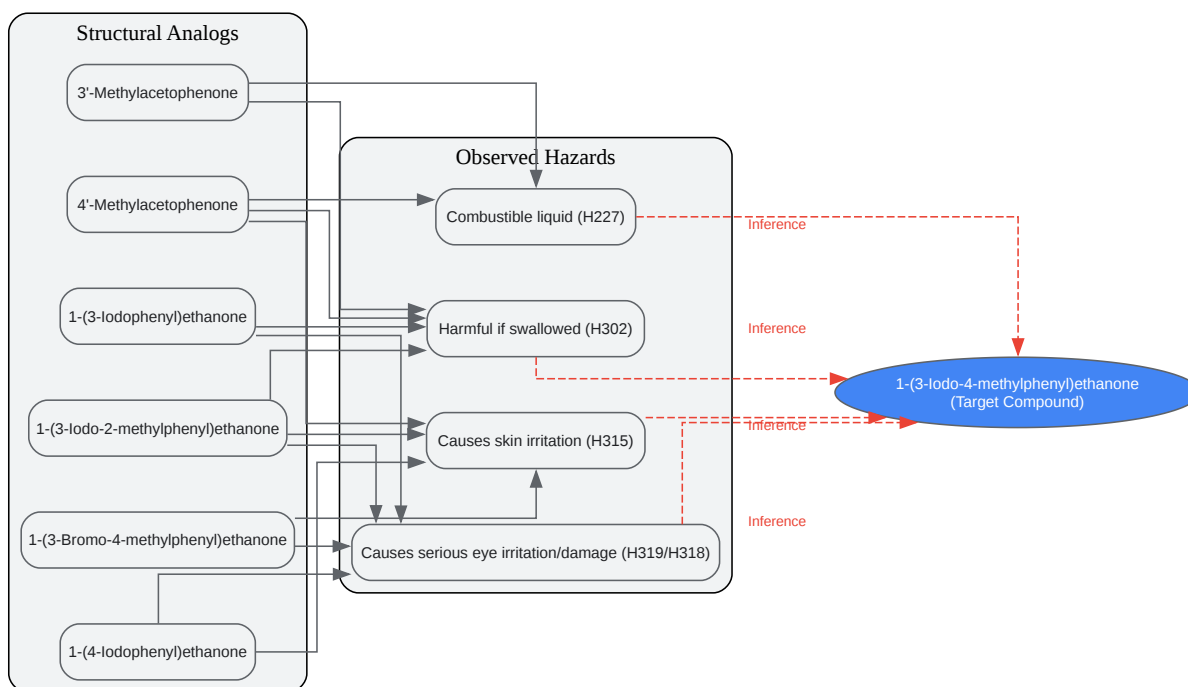 Structural Analogs
3'-Methylacetophenone
4'-Methylacetophenone
1-(3-Iodophenyl)ethanone
1-(3-Iodo-2-methylphenyl)ethanone
1-(3-Bromo-4-methylphenyl)ethanone
1-(4-Iodophenyl)ethanone
Observed Hazards
Combustible liquid (H227)
Harmful if swallowed (H302)
Causes skin irritation (H315)
Causes serious eye irritation/damage (H319/H318)
Inference
Inference
Inference
Inference
1-(3-Iodo-4-methylphenyl)ethanone
(Target Compound)